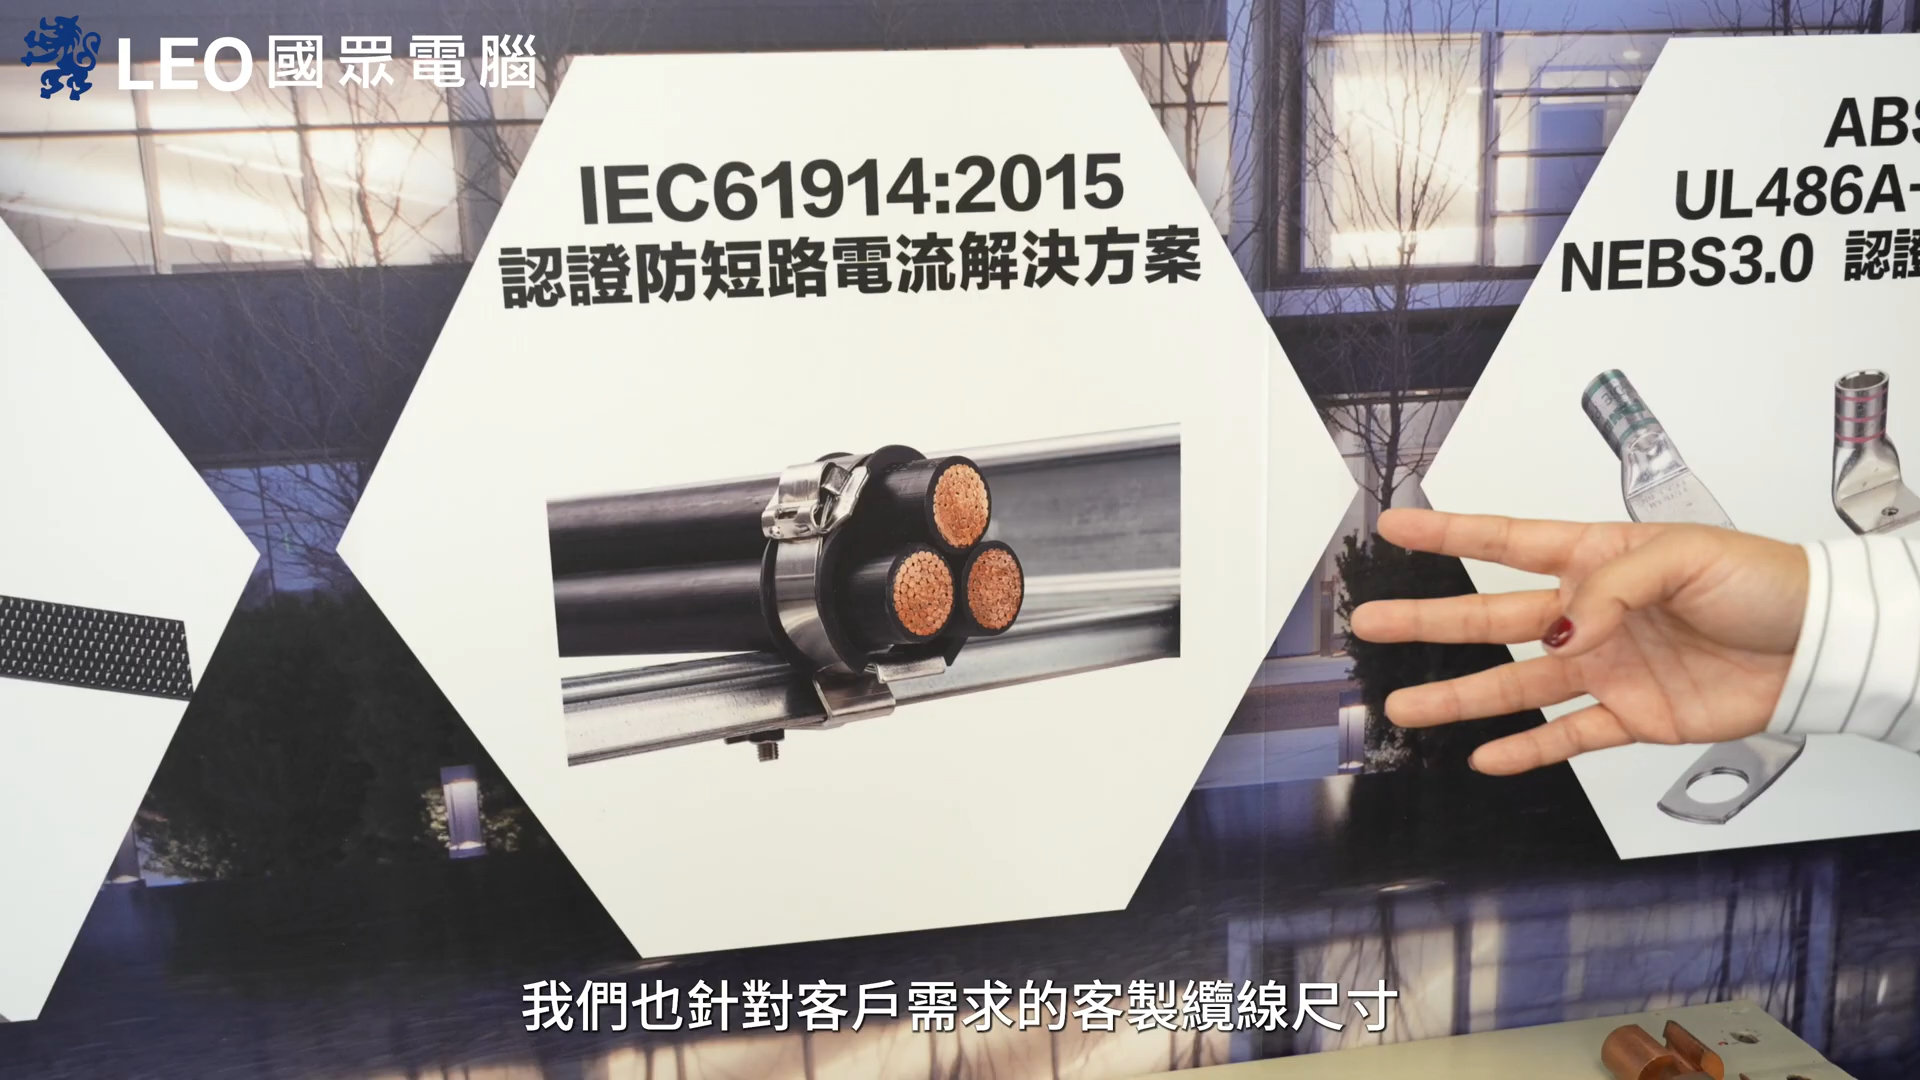 LEO國眾電腦
IEC61914:2015
認證防短路電流解決方案
ABS
UL486A-
NEBS3.0 認證
我們也針對客戶需求的客製纜線尺寸